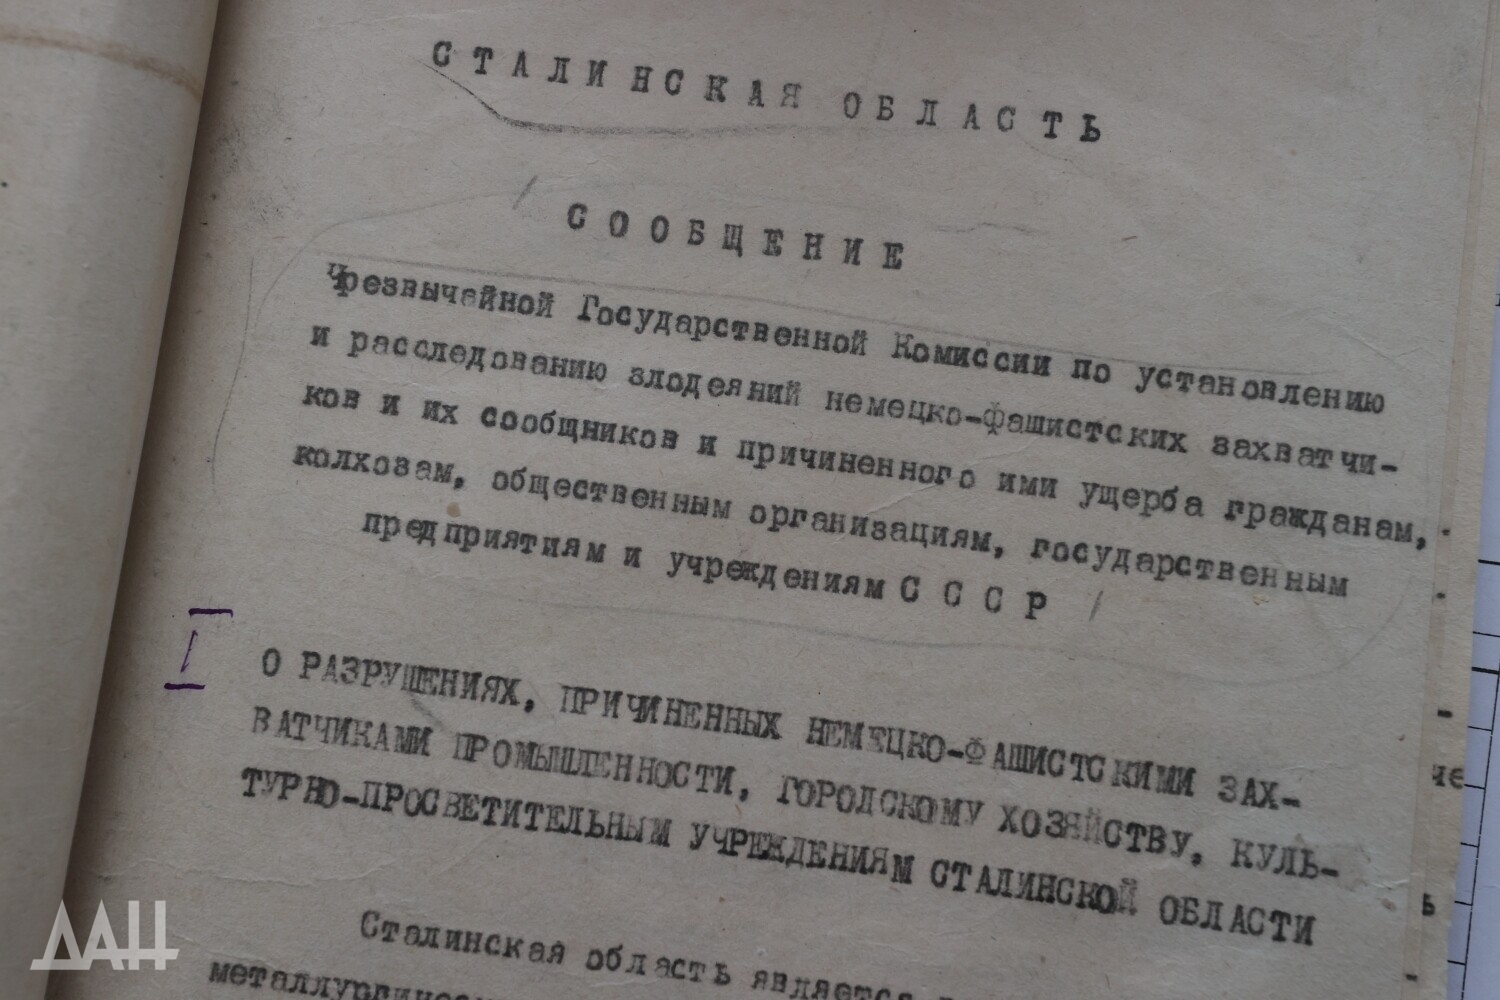 СТАЛИНСКАЯ ОБЛАСТЬ
СООБЩЕНИЕ
Чрезвычайной Государственной Комиссии по установлению
и расследованию злодеяний немецко-фашистских захватчи-
ков и их сообщников и причиненного ими ущерба гражданам,
колхозам, общественным организациям, государственным
предприятиям и учреждениям СССР
I
О РАЗРУШЕНИЯХ, ПРИЧИНЕННЫХ НЕМЕЦКО-ФАШИСТСКИМИ ЗАХ-
ВАТЧИКАМИ ПРОМЫШЛЕННОСТИ, ГОРОДСКОМУ ХОЗЯЙСТВУ, КУЛЬ-
ТУРНО-ПРОСВЕТИТЕЛЬНЫМ УЧРЕЖДЕНИЯМ СТАЛИНСКОЙ ОБЛАСТИ
Сталинская область является
ДАН